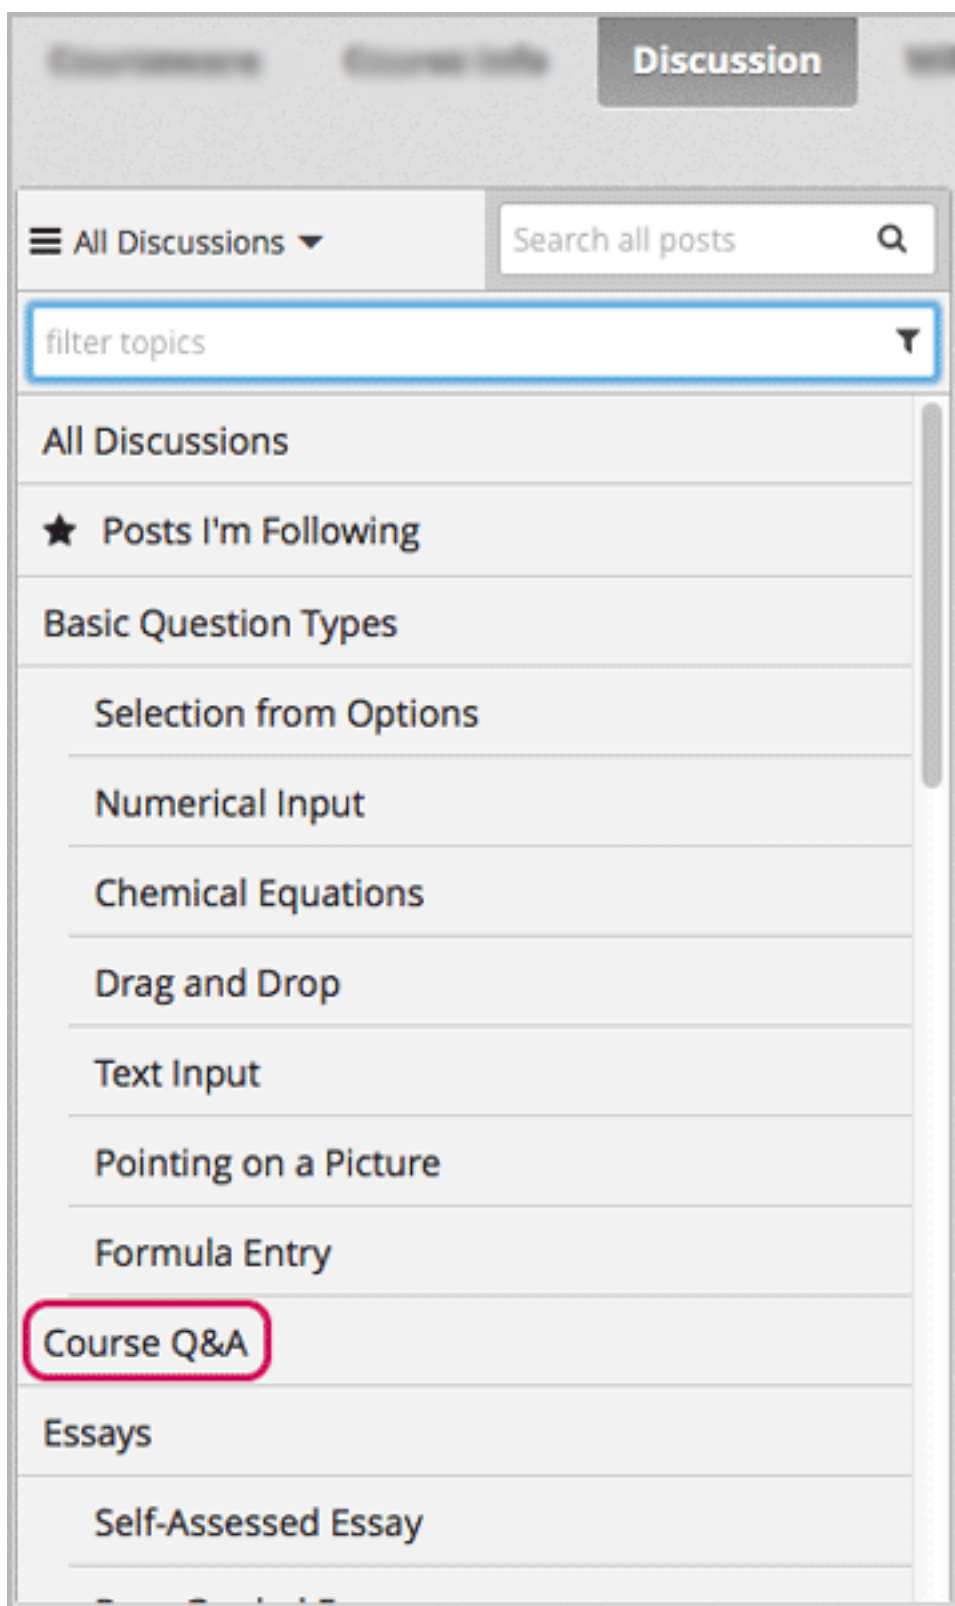 Discussion
All Discussions Search all posts
filter topics
All Discussions
Posts I'm Following
Basic Question Types
Selection from Options
Numerical Input
Chemical Equations
Drag and Drop
Text Input
Pointing on a Picture
Formula Entry
Course Q&A
Essays
Self-Assessed Essay